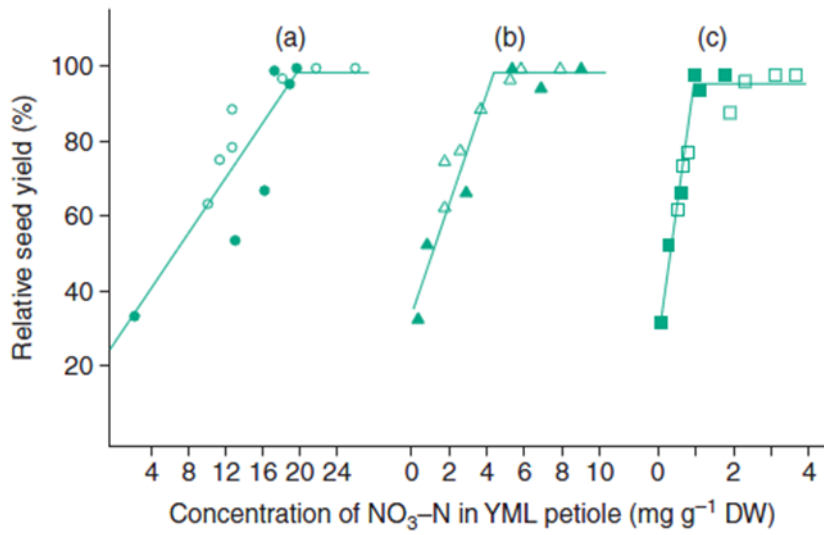 (a) (b) (c)
Relative seed yield (%)
100
80
60
40
20
4 8 12 16 20 24 0 2 4 6 8 10 0 2 4
Concentration of NO₃–N in YML petiole (mg g⁻¹ DW)